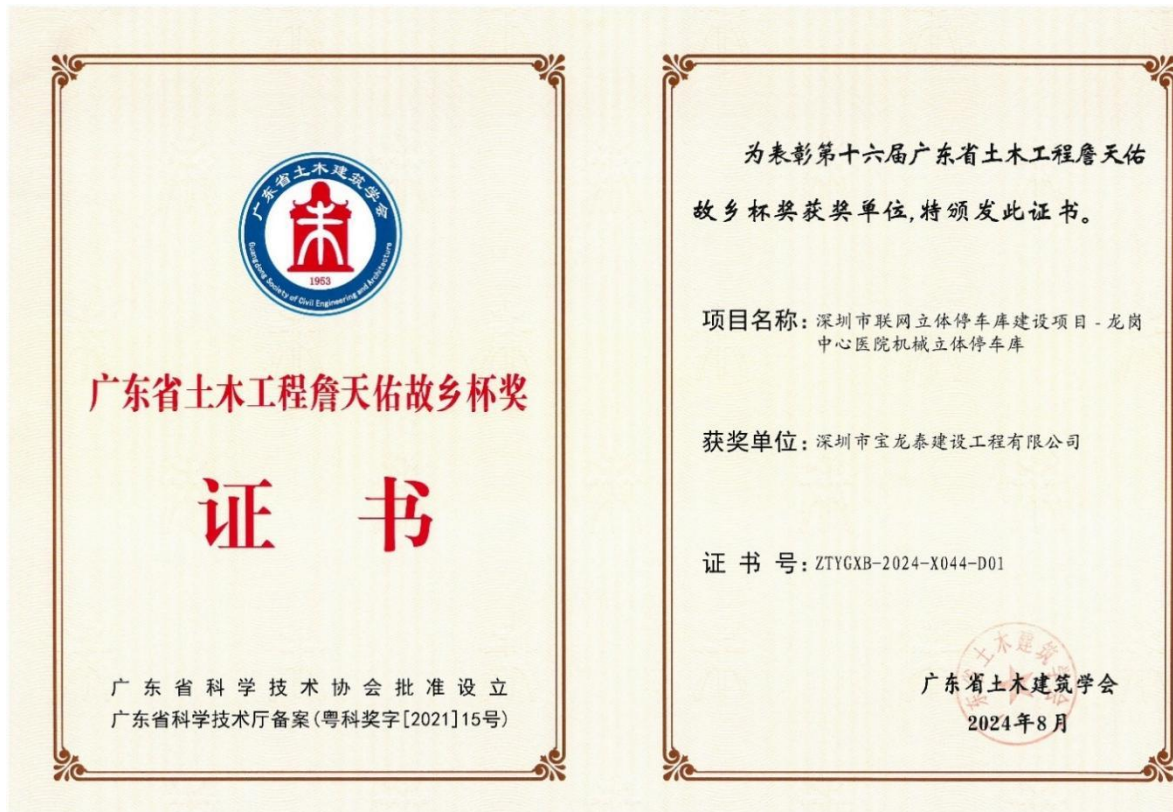 广东省土木建筑学会
1953
Guangdong Society of Civil Engineering and Architecture
广东省土木工程詹天佑故乡杯奖
证 书
广东省科学技术协会批准设立
广东省科学技术厅备案(粤科奖字[2021]15号)
为表彰第十六届广东省土木工程詹天佑
故乡杯奖获奖单位,特颁发此证书。
项目名称:深圳市联网立体停车库建设项目-龙岗
中心医院机械立体停车库
获奖单位:深圳市宝龙泰建设工程有限公司
证 书 号:ZTYGXB-2024-X044-D01
广东省土木建筑学会
2024年8月